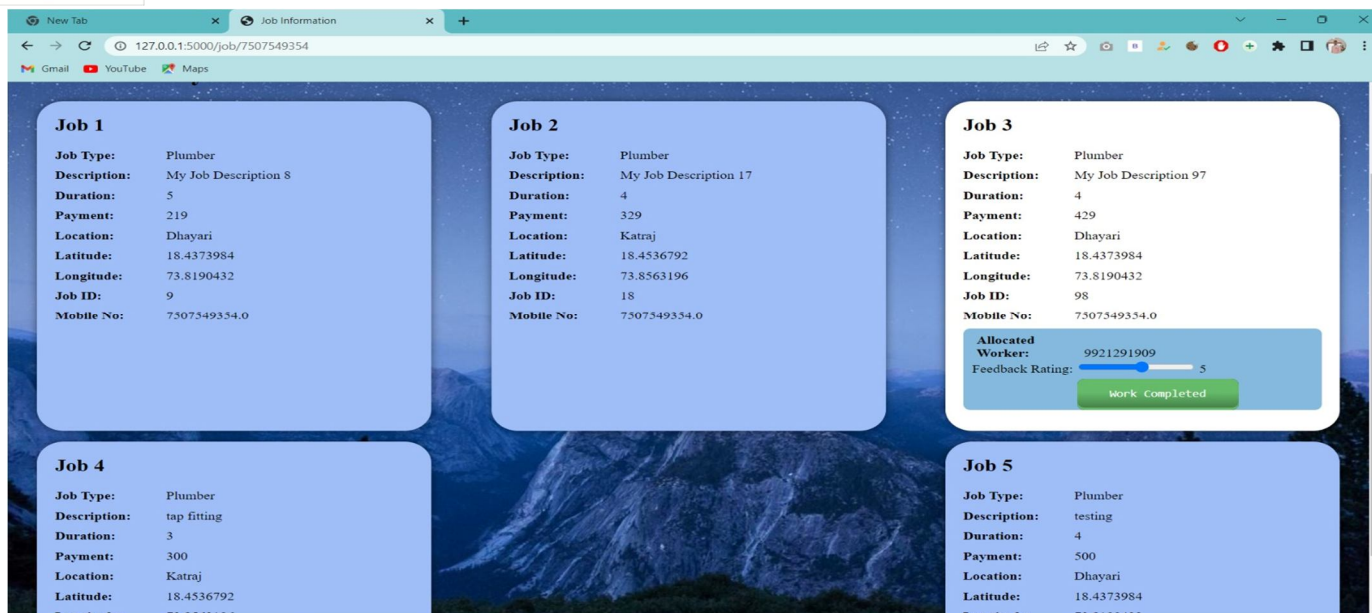 New Tab
Job Information
127.0.0.1:5000/job/7507549354
Gmail YouTube Maps
Job 1
Job Type: Plumber
Description: My Job Description 8
Duration: 5
Payment: 219
Location: Dhayari
Latitude: 18.4373984
Longitude: 73.8190432
Job ID: 9
Mobile No: 7507549354.0
Job 2
Job Type: Plumber
Description: My Job Description 17
Duration: 4
Payment: 329
Location: Katraj
Latitude: 18.4536792
Longitude: 73.8563196
Job ID: 18
Mobile No: 7507549354.0
Job 3
Job Type: Plumber
Description: My Job Description 97
Duration: 4
Payment: 429
Location: Dhayari
Latitude: 18.4373984
Longitude: 73.8190432
Job ID: 98
Mobile No: 7507549354.0
Allocated
Worker: 9921291909
Feedback Rating: 5
Work Completed
Job 4
Job Type: Plumber
Description: tap fitting
Duration: 3
Payment: 300
Location: Katraj
Latitude: 18.4536792
Job 5
Job Type: Plumber
Description: testing
Duration: 4
Payment: 500
Location: Dhayari
Latitude: 18.4373984